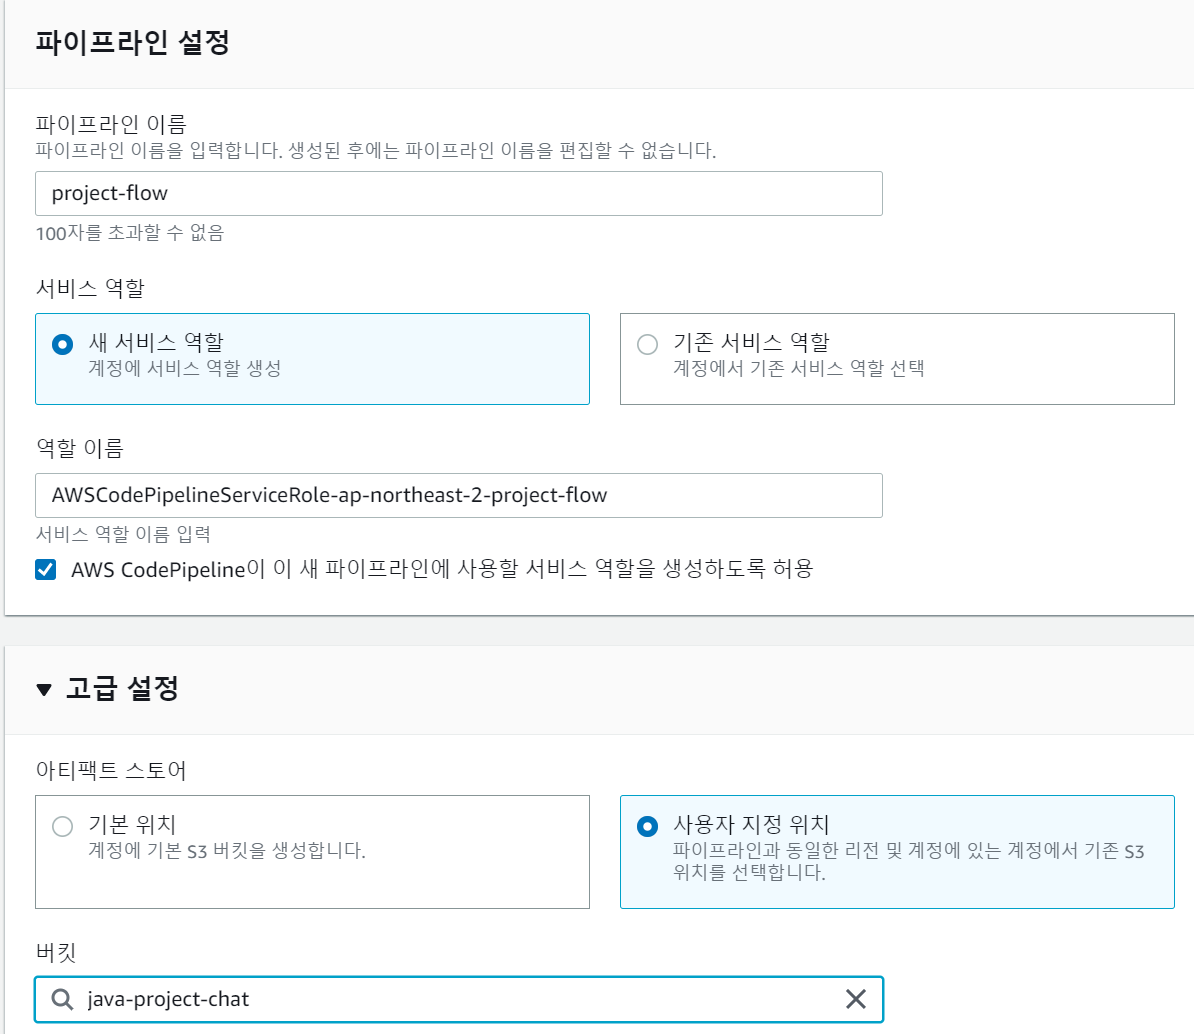 파이프라인 설정
파이프라인 이름
파이프라인 이름을 입력합니다. 생성된 후에는 파이프라인 이름을 편집할 수 없습니다.
project-flow
100자를 초과할 수 없음
서비스 역할
새 서비스 역할
계정에 서비스 역할 생성
기존 서비스 역할
계정에서 기존 서비스 역할 선택
역할 이름
AWSCodePipelineServiceRole-ap-northeast-2-project-flow
서비스 역할 이름 입력
AWS CodePipeline이 이 새 파이프라인에 사용할 서비스 역할을 생성하도록 허용
고급 설정
아티팩트 스토어
기본 위치
계정에 기본 S3 버킷을 생성합니다.
사용자 지정 위치
파이프라인과 동일한 리전 및 계정에 있는 계정에서 기존 S3
위치를 선택합니다.
버킷
java-project-chat